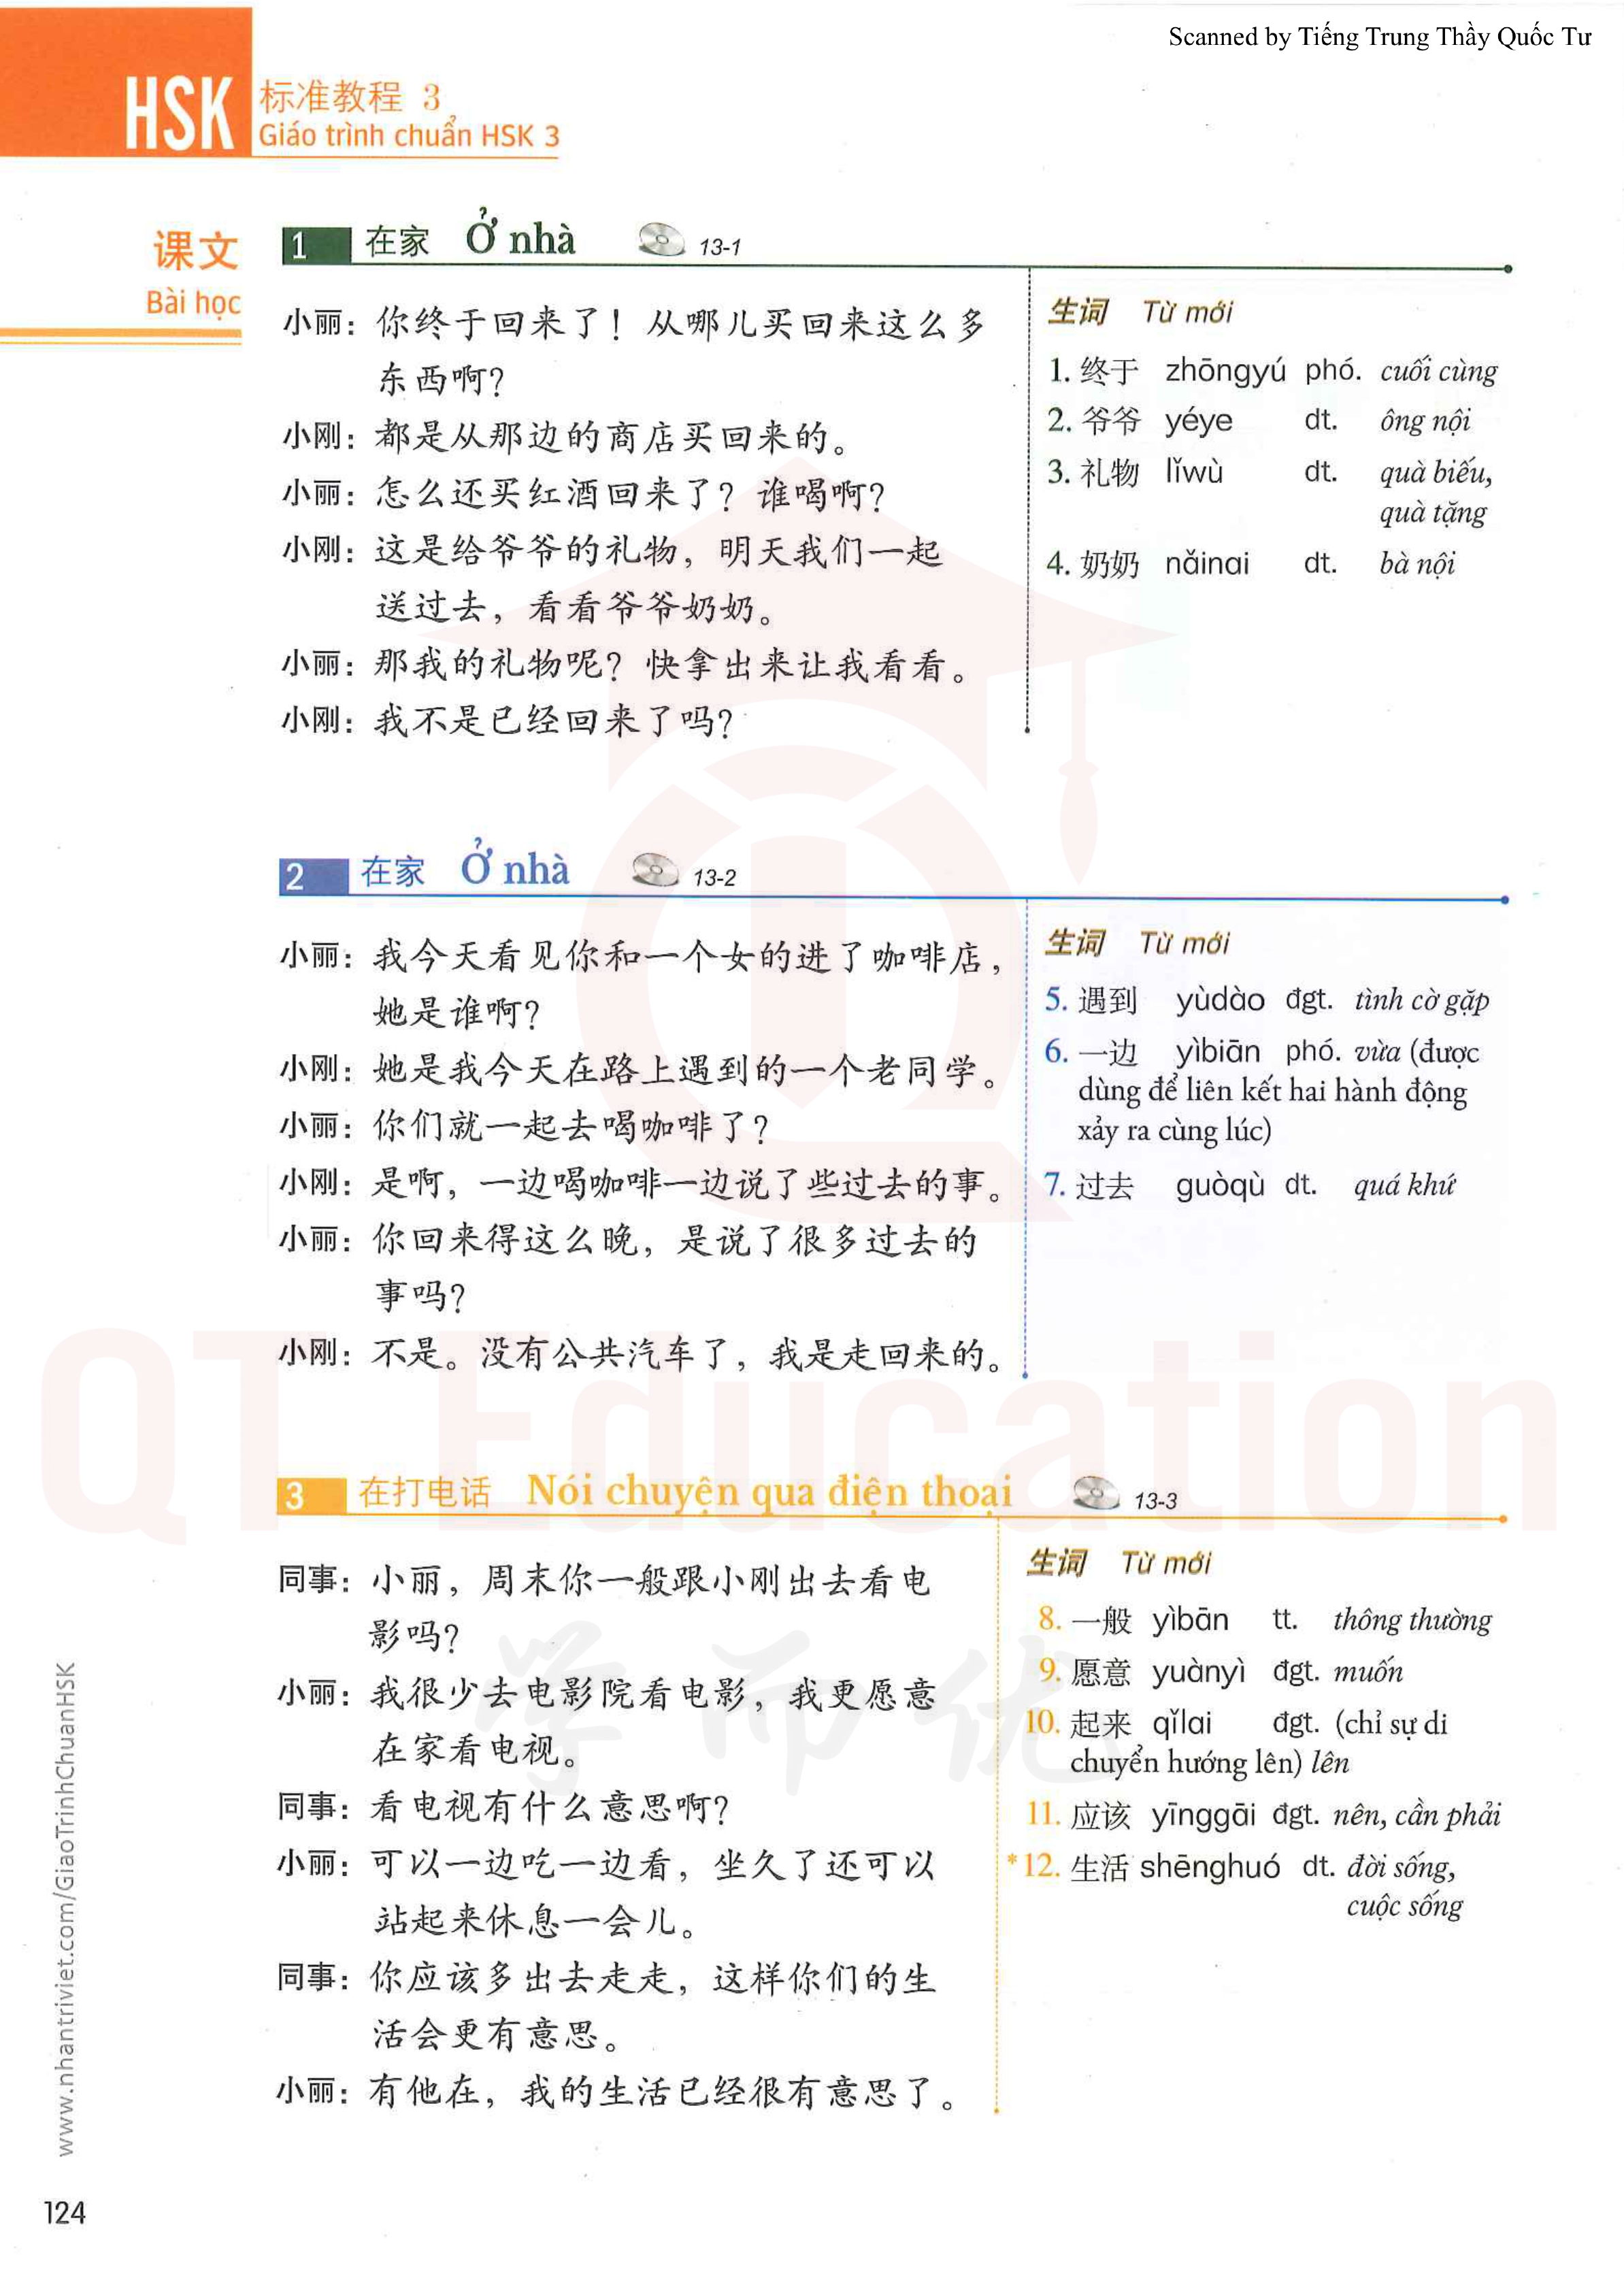 Scanned by Tiếng Trung Thầy Quốc Tư
HSK
标准教程 3
Giáo trình chuẩn HSK 3
课文
Bài học
1 在家 Ở nhà 13-1
小丽：你终于回来了！从哪儿买回来这么多
东西啊？
小刚：都是从那边的商店买回来的。
小丽：怎么还买红酒回来了？谁喝啊？
小刚：这是给爷爷的礼物，明天我们一起
送过去，看看爷爷奶奶。
小丽：那我的礼物呢？快拿出来让我看看。
小刚：我不是已经回来了吗？
生词 Từ mới
1. 终于 zhōngyú phó. cuối cùng
2. 爷爷 yéye dt. ông nội
3. 礼物 lǐwù dt. quà biếu,
quà tặng
4. 奶奶 nǎinai dt. bà nội
2 在家 Ở nhà 13-2
小丽：我今天看见你和一个女的进了咖啡店，
她是谁啊？
小刚：她是我今天在路上遇到的一个老同学。
小丽：你们就一起去喝咖啡了？
小刚：是啊，一边喝咖啡一边说了些过去的事。
小丽：你回来得这么晚，是说了很多过去的
事吗？
小刚：不是。没有公共汽车了，我是走回来的。
生词 Từ mới
5. 遇到 yùdào đgt. tình cờ gặp
6. 一边 yìbiān phó. vừa (được
dùng để liên kết hai hành động
xảy ra cùng lúc)
7. 过去 guòqù dt. quá khứ
3 在打电话 Nói chuyện qua điện thoại 13-3
同事：小丽，周末你一般跟小刚出去看电
影吗？
小丽：我很少去电影院看电影，我更愿意
在家看电视。
同事：看电视有什么意思啊？
小丽：可以一边吃一边看，坐久了还可以
站起来休息一会儿。
同事：你应该多出去走走，这样你们的生
活会更有意思。
小丽：有他在，我的生活已经很有意思了。
生词 Từ mới
8. 一般 yìbān tt. thông thường
9. 愿意 yuànyì đgt. muốn
10. 起来 qǐlai đgt. (chỉ sự di
chuyển hướng lên) lên
11. 应该 yīnggāi đgt. nên, cần phải
*12. 生活 shēnghuó dt. đời sống,
cuộc sống
QT Education
学而优
www.nhantriviet.com/GiaoTrinhChuanHSK
124